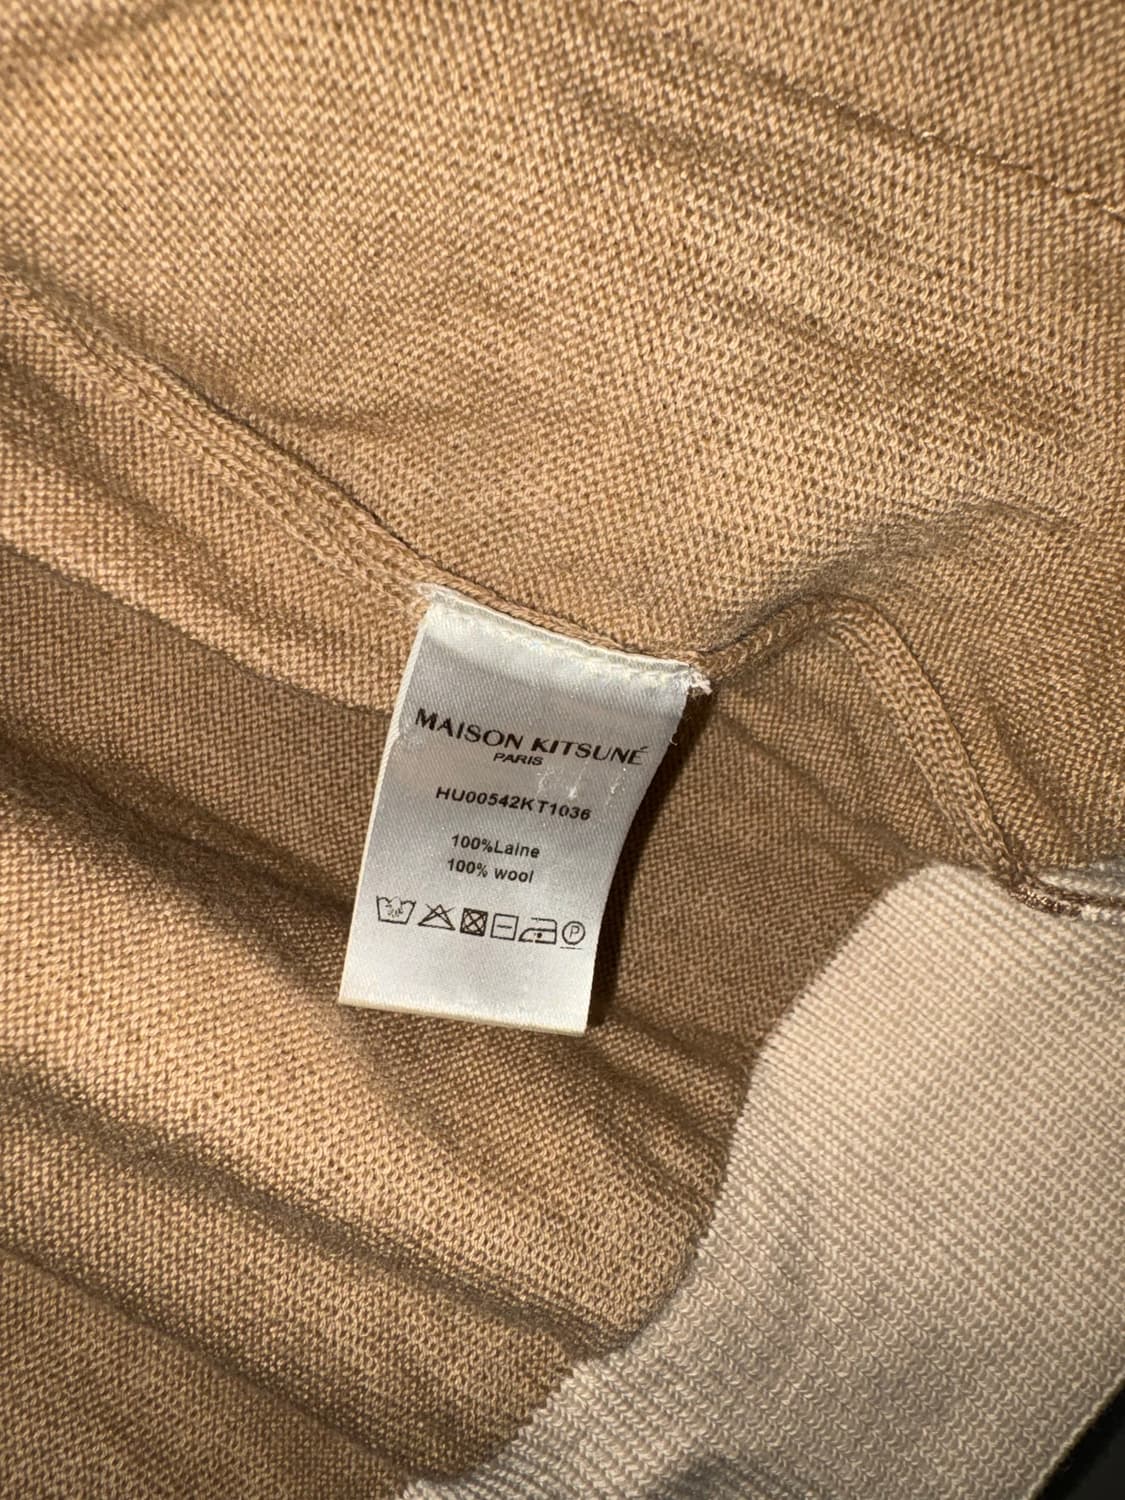 MAISON KITSUNÉ
PARIS
HU00542KT1036
100%Laine
100% wool
P